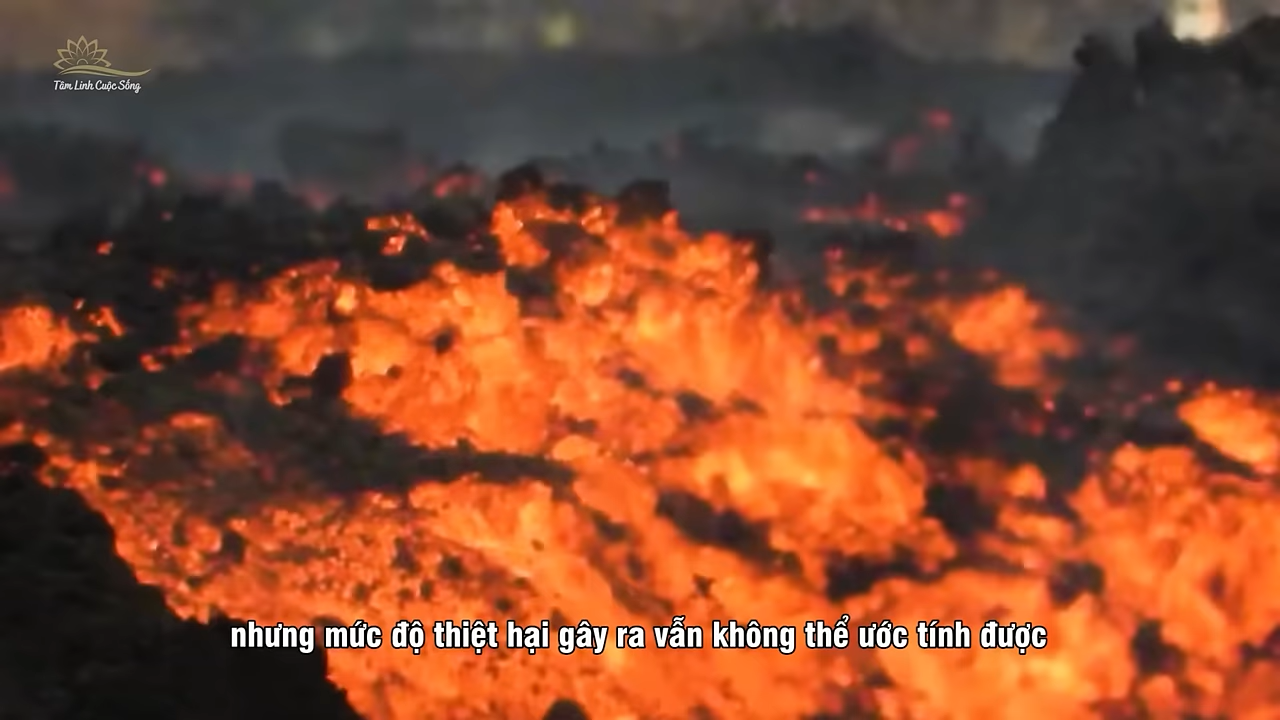 Tâm Linh Cuộc Sống
nhưng mức độ thiệt hại gây ra vẫn không thể ước tính được